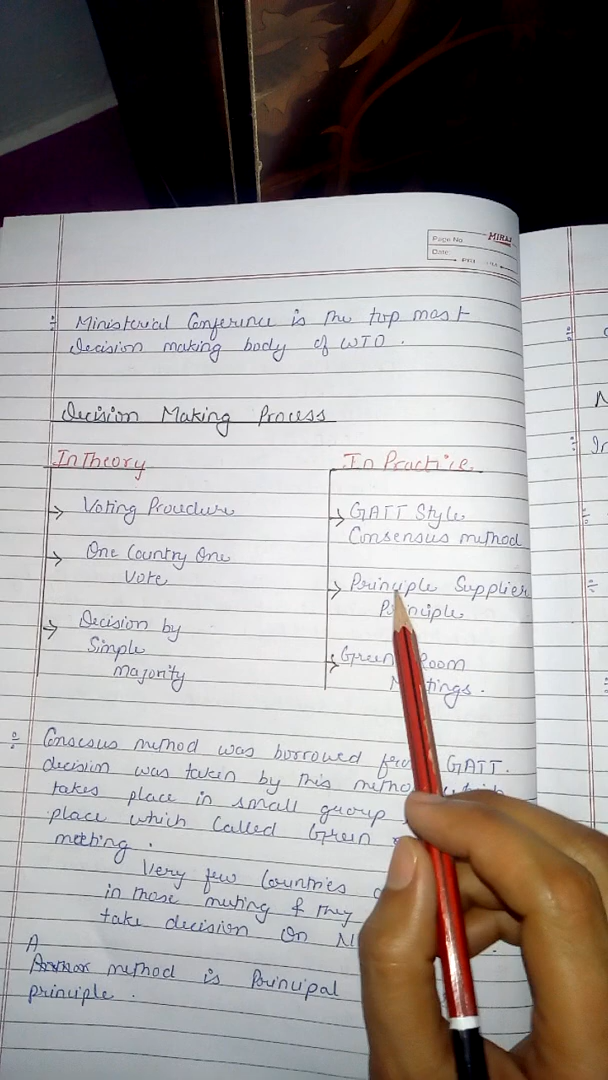 MIRAJ
Page No
Date
Ministerial Conference is the top most
decision making body of WTO.
Decision Making Process
In Theory
→ Voting Procedure
→ One Country One
Vote
→ Decision by
Simple
Majority
In Practice
→ GATT Style
Consensus method
→ Principle Supplier
Principle
→ Green Room
Meetings.
Consesus method was borrowed from GATT.
decision was taken by this method
takes place in small group
place which called Green
meeting.
Very few Countries
in those meeting & they
take decision on
A
method is Principal
principle.
In